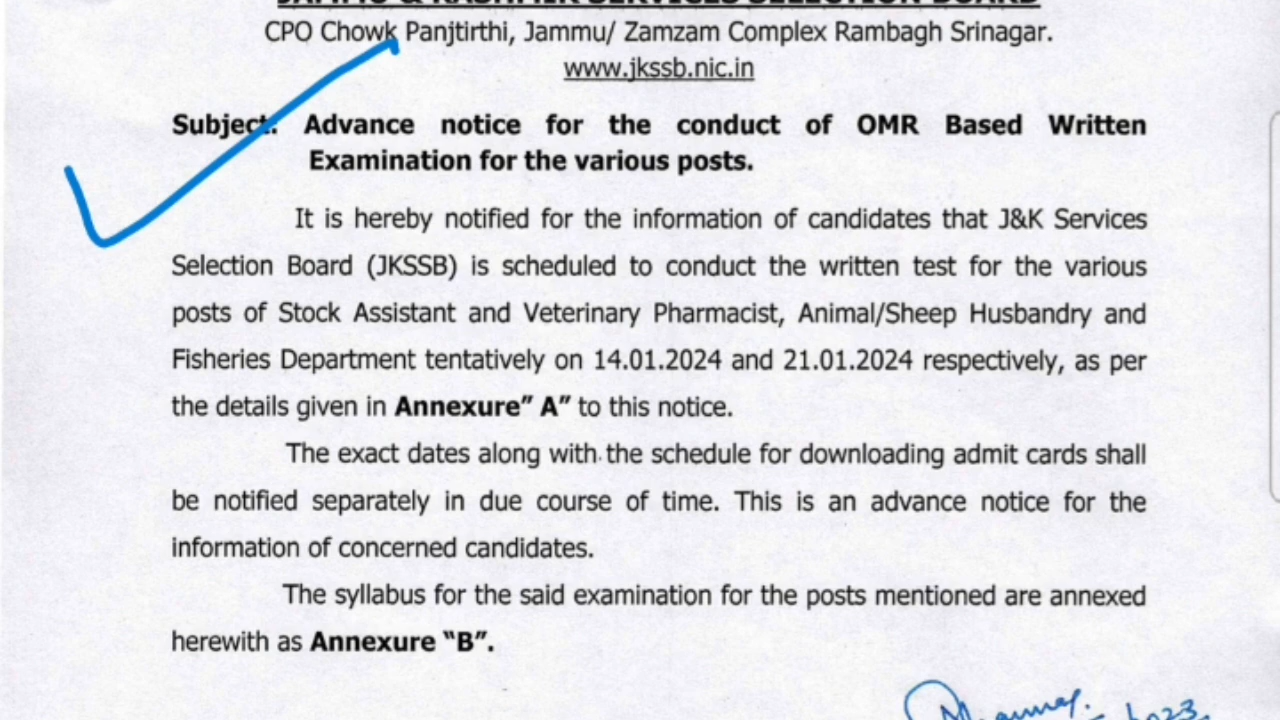 JAMMU & KASHMIR SERVICES SELECTION BOARD
CPO Chowk Panjtirthi, Jammu/ Zamzam Complex Rambagh Srinagar.
www.jkssb.nic.in
Subject: Advance notice for the conduct of OMR Based Written
Examination for the various posts.
It is hereby notified for the information of candidates that J&K Services
Selection Board (JKSSB) is scheduled to conduct the written test for the various
posts of Stock Assistant and Veterinary Pharmacist, Animal/Sheep Husbandry and
Fisheries Department tentatively on 14.01.2024 and 21.01.2024 respectively, as per
the details given in Annexure” A” to this notice.
The exact dates along with the schedule for downloading admit cards shall
be notified separately in due course of time. This is an advance notice for the
information of concerned candidates.
The syllabus for the said examination for the posts mentioned are annexed
herewith as Annexure “B”.